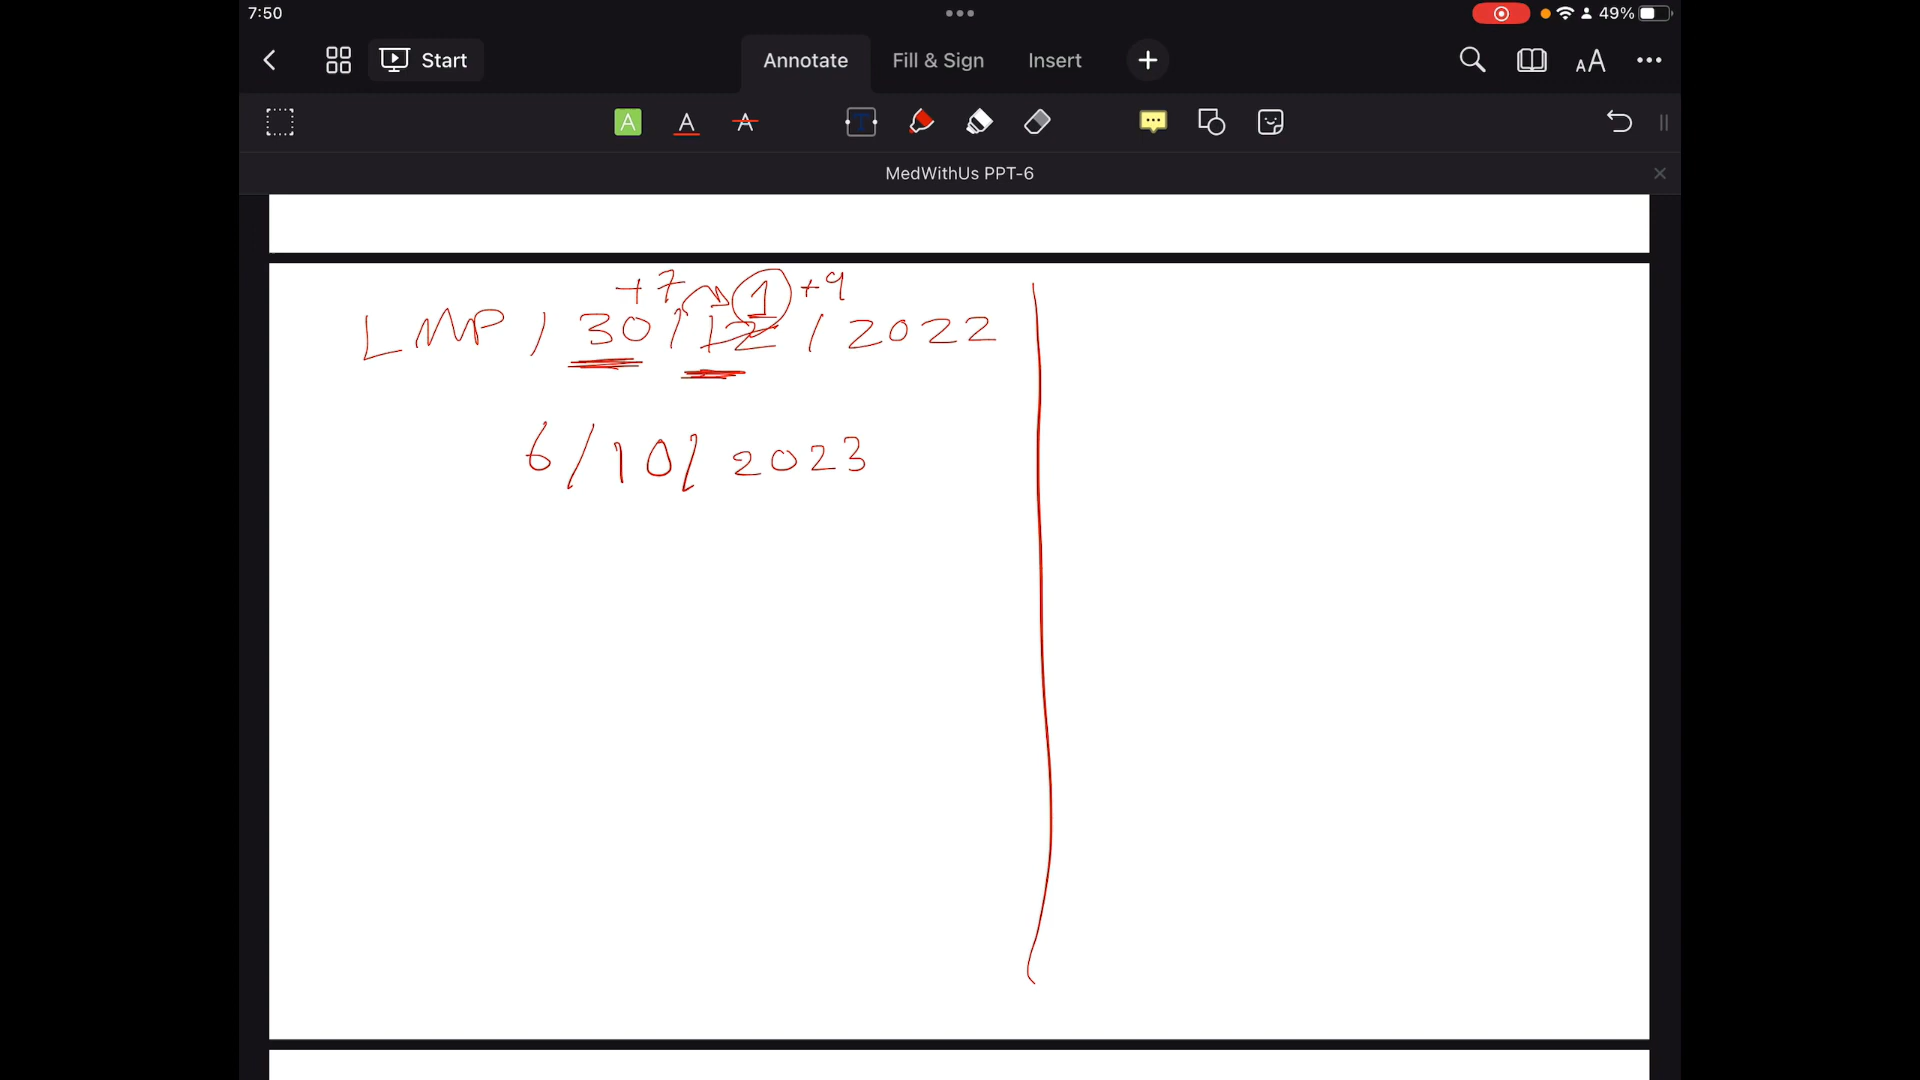 7:50
49%
Start
Annotate
Fill & Sign
Insert
MedWithUs PPT-6
+7 1 +9
LMP / 30 / 12 / 2022
6/10/2023